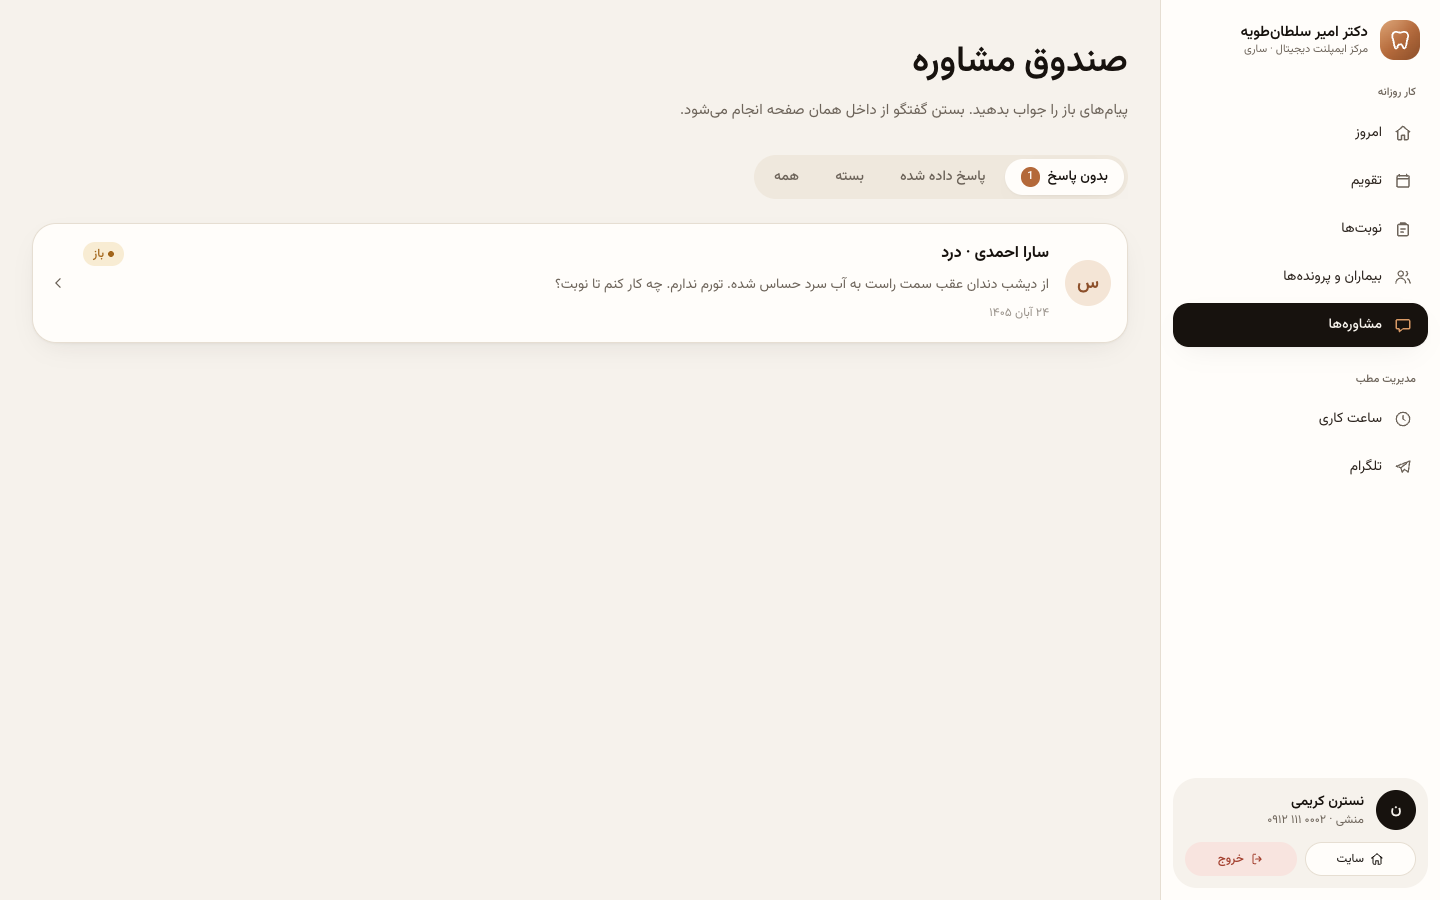 دکتر امیر سلطان‌طویه
مرکز ایمپلنت دیجیتال · ساری
کار روزانه
امروز
تقویم
نوبت‌ها
بیماران و پرونده‌ها
مشاوره‌ها
مدیریت مطب
ساعت کاری
تلگرام
نسترن کریمی
منشی · ۰۹۱۲ ۱۱۱ ۰۰۰۲
سایت
خروج
صندوق مشاوره
پیام‌های باز را جواب بدهید. بستن گفتگو از داخل همان صفحه انجام می‌شود.
بدون پاسخ 1 پاسخ داده شده بسته همه
س
سارا احمدی · درد
باز
از دیشب دندان عقب سمت راست به آب سرد حساس شده. تورم ندارم. چه کار کنم تا نوبت؟
۲۴ آبان ۱۴۰۵
ن